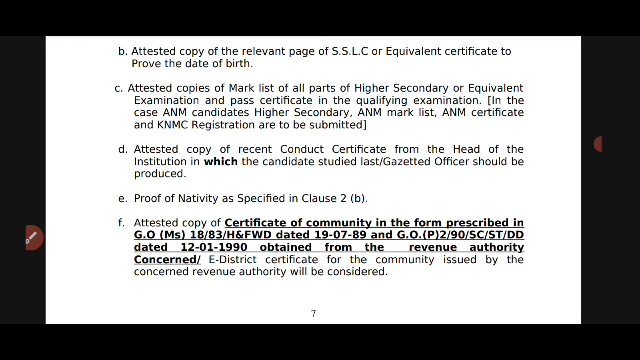 b. Attested copy of the relevant page of S.S.L.C or Equivalent certificate to
Prove the date of birth.
c. Attested copies of Mark list of all parts of Higher Secondary or Equivalent
Examination and pass certificate in the qualifying examination. [In the
case ANM candidates Higher Secondary, ANM mark list, ANM certificate
and KNMC Registration are to be submitted]
d. Attested copy of recent Conduct Certificate from the Head of the
Institution in which the candidate studied last/Gazetted Officer should be
produced.
e. Proof of Nativity as Specified in Clause 2 (b).
f. Attested copy of Certificate of community in the form prescribed in
G.O (Ms) 18/83/H&FWD dated 19-07-89 and G.O.(P)2/90/SC/ST/DD
dated 12-01-1990 obtained from the revenue authority
Concerned/ E-District certificate for the community issued by the
concerned revenue authority will be considered.
7